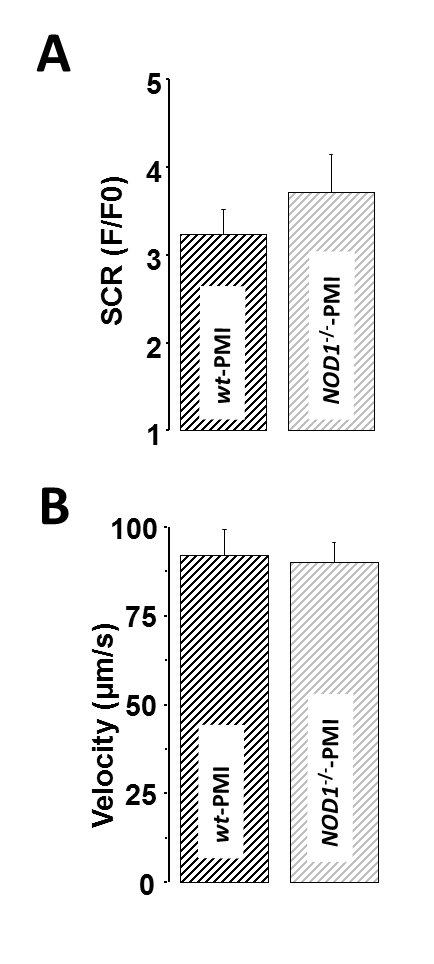 A
5
4
3
2
1
SCR (F/F0)
wt-PMI
NOD1-/--PMI
B
100
75
50
25
0
Velocity (µm/s)
wt-PMI
NOD1-/--PMI